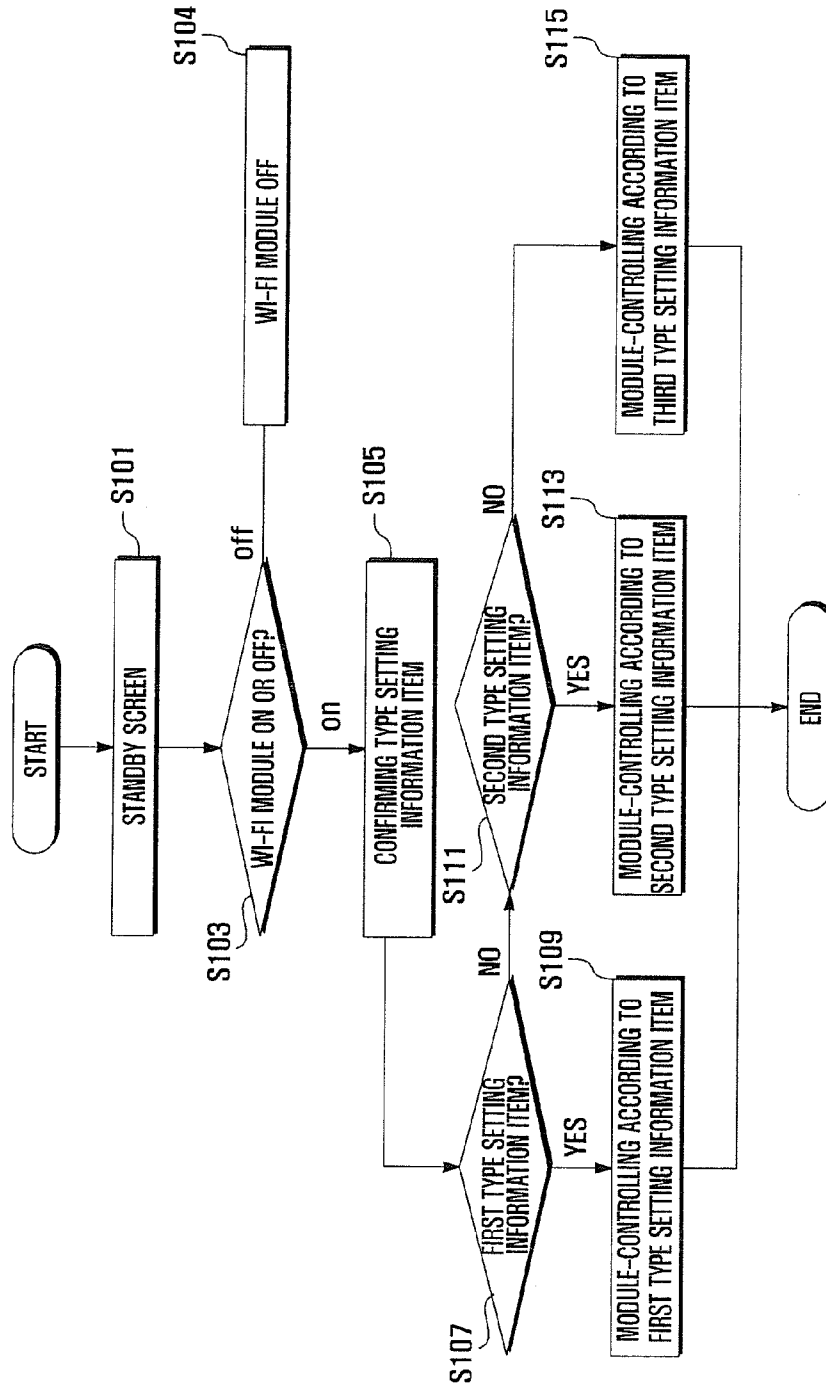 START
S101
STANDBY SCREEN
S103
WI-FI MODULE ON OR OFF?
off
S104
WI-FI MODULE OFF
on
S105
CONFIRMING TYPE SETTING
INFORMATION ITEM
S107
FIRST TYPE SETTING
INFORMATION ITEM?
NO
YES
S111
SECOND TYPE SETTING
INFORMATION ITEM?
NO
YES
S109
MODULE-CONTROLLING ACCORDING TO
FIRST TYPE SETTING INFORMATION ITEM
S113
MODULE-CONTROLLING ACCORDING TO
SECOND TYPE SETTING INFORMATION ITEM
S115
MODULE-CONTROLLING ACCORDING TO
THIRD TYPE SETTING INFORMATION ITEM
END